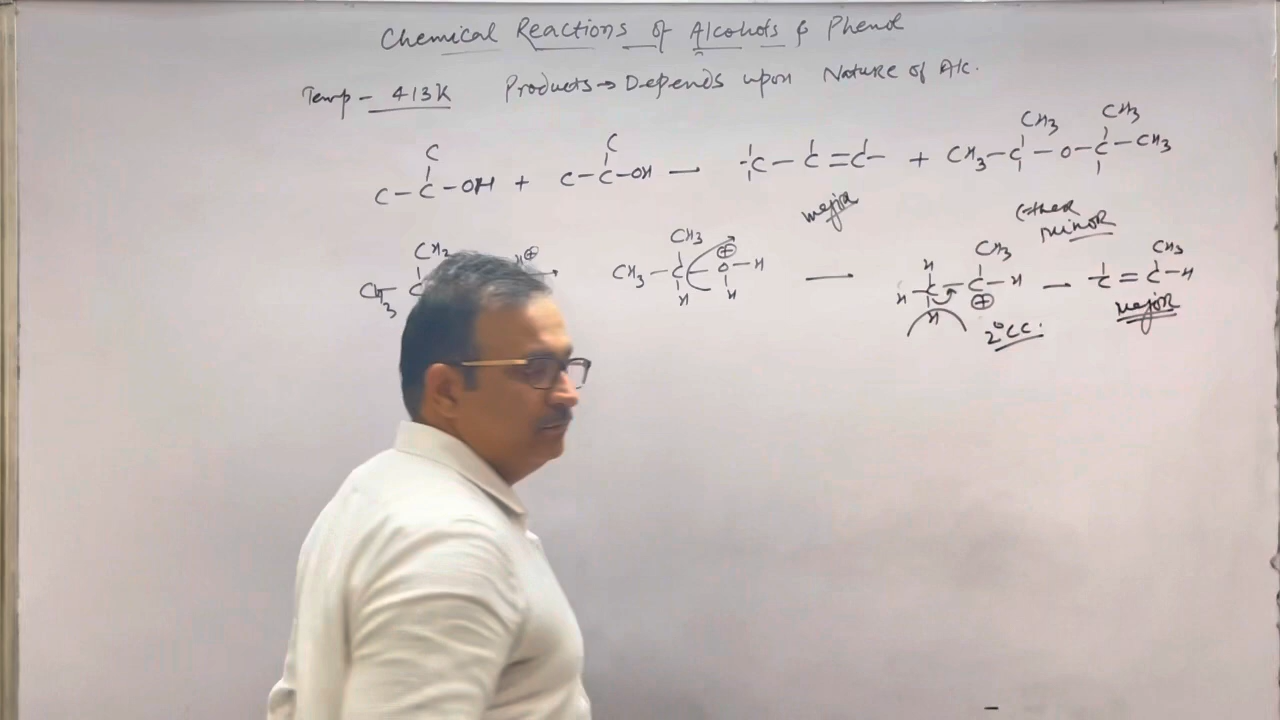 Chemical Reactions of Alcohols & Phenol
Temp - 413K Products → Depends upon Nature of Alc.
CH3 CH3
C C
C - C - OH + C - C - OH — - C - C = C - + CH3 - C - O - C - CH3
major
Ether
minor
CH3 CH3 CH3 CH3
CH3 C H⊕ → CH3 - C - O - H ⊕ — H - C - C - H ⊕ — C = C - H
H H H H
2° CC. major